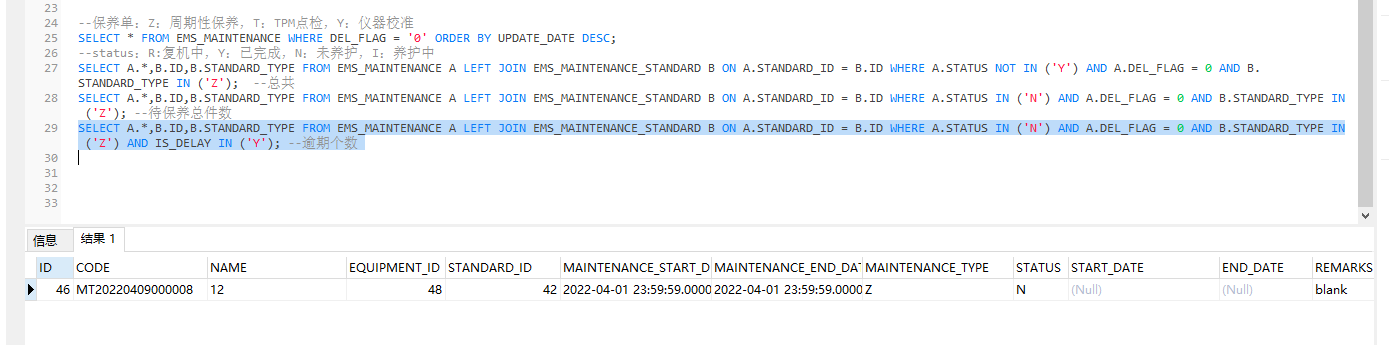 23
24 --保养单：Z：周期性保养，T：TPM点检，Y：仪器校准
25 SELECT * FROM EMS_MAINTENANCE WHERE DEL_FLAG = '0' ORDER BY UPDATE_DATE DESC;
26 --status：R:复机中，Y：已完成，N：未养护，I：养护中
27 SELECT A.*,B.ID,B.STANDARD_TYPE FROM EMS_MAINTENANCE A LEFT JOIN EMS_MAINTENANCE_STANDARD B ON A.STANDARD_ID = B.ID WHERE A.STATUS NOT IN ('Y') AND A.DEL_FLAG = 0 AND B.
STANDARD_TYPE IN ('Z'); --总共
28 SELECT A.*,B.ID,B.STANDARD_TYPE FROM EMS_MAINTENANCE A LEFT JOIN EMS_MAINTENANCE_STANDARD B ON A.STANDARD_ID = B.ID WHERE A.STATUS IN ('N') AND A.DEL_FLAG = 0 AND B.STANDARD_TYPE IN
('Z'); --待保养总件数
29 SELECT A.*,B.ID,B.STANDARD_TYPE FROM EMS_MAINTENANCE A LEFT JOIN EMS_MAINTENANCE_STANDARD B ON A.STANDARD_ID = B.ID WHERE A.STATUS IN ('N') AND A.DEL_FLAG = 0 AND B.STANDARD_TYPE IN
('Z') AND IS_DELAY IN ('Y'); --逾期个数
30
31
32
33
信息 结果 1
ID CODE NAME EQUIPMENT_ID STANDARD_ID MAINTENANCE_START_D MAINTENANCE_END_DAT MAINTENANCE_TYPE STATUS START_DATE END_DATE REMARKS
46 MT20220409000008 12 48 42 2022-04-01 23:59:59.0000 2022-04-01 23:59:59.0000 Z N (Null) (Null) blank